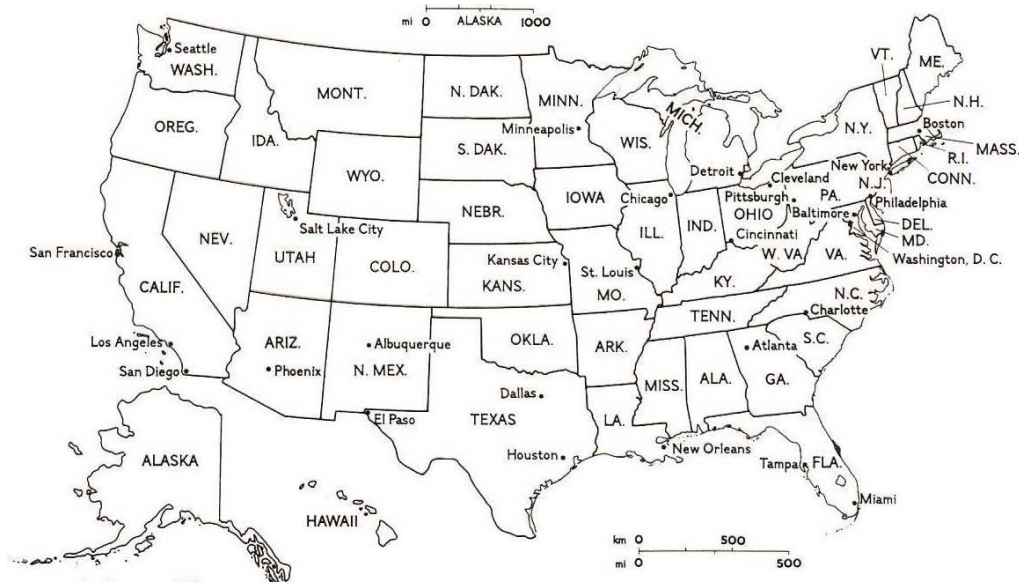 mi 0 ALASKA 1000
Seattle
WASH.
OREG.
IDA.
MONT.
WYO.
N. DAK.
S. DAK.
NEBR.
MINN.
Minneapolis
WIS.
MICH.
Detroit
IOWA
Chicago
ILL.
IND.
OHIO
Cleveland
Pittsburgh
PA.
Cincinnati
N.Y.
New York
VT.
ME.
N.H.
Boston
MASS.
R.I.
CONN.
N.J.
Philadelphia
Baltimore
DEL.
MD.
Washington, D. C.
W. VA
VA.
KY.
N.C.
Charlotte
TENN.
S.C.
San Francisco
NEV.
CALIF.
Salt Lake City
UTAH
COLO.
Kansas City
KANS.
St. Louis
MO.
Los Angeles
San Diego
ARIZ.
Phoenix
Albuquerque
N. MEX.
El Paso
OKLA.
ARK.
Dallas
TEXAS
Houston
LA.
New Orleans
MISS.
ALA.
Atlanta
GA.
Tampa
FLA.
Miami
ALASKA
HAWAII
km 0 500
mi 0 500